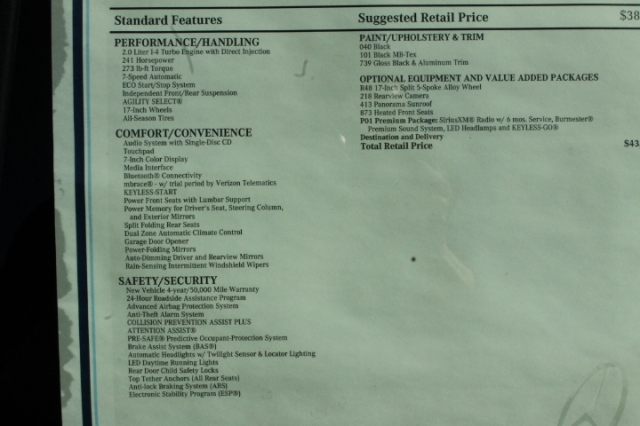 Standard Features
PERFORMANCE/HANDLING
2.0 Liter I-4 Turbo Engine with Direct Injection
241 Horsepower
273 lb-ft Torque
7-Speed Automatic
ECO Start/Stop System
Independent Front/Rear Suspension
AGILITY SELECT®
17-Inch Wheels
All-Season Tires
COMFORT/CONVENIENCE
Audio System with Single-Disc CD
Touchpad
7-Inch Color Display
Media Interface
Bluetooth® Connectivity
mbrace® - w/ trial period by Verizon Telematics
KEYLESS-START
Power Front Seats with Lumbar Support
Power Memory for Driver's Seat, Steering Column,
and Exterior Mirrors
Split Folding Rear Seats
Dual Zone Automatic Climate Control
Garage Door Opener
Power-Folding Mirrors
Auto-Dimming Driver and Rearview Mirrors
Rain-Sensing Intermittent Windshield Wipers
SAFETY/SECURITY
New Vehicle 4-year/50,000 Mile Warranty
24-Hour Roadside Assistance Program
Advanced Airbag Protection System
Anti-Theft Alarm System
COLLISION PREVENTION ASSIST PLUS
ATTENTION ASSIST®
PRE-SAFE® Predictive Occupant-Protection System
Brake Assist System (BAS®)
Automatic Headlights w/ Twilight Sensor & Locator Lighting
LED Daytime Running Lights
Rear Door Child Safety Locks
Top Tether Anchors (All Rear Seats)
Anti-lock Braking System (ABS)
Electronic Stability Program (ESP®)
Suggested Retail Price $38
PAINT/UPHOLSTERY & TRIM
040 Black
101 Black MB-Tex
739 Gloss Black & Aluminum Trim
OPTIONAL EQUIPMENT AND VALUE ADDED PACKAGES
R48 17-Inch Split 5-Spoke Alloy Wheel
218 Rearview Camera
413 Panorama Sunroof
873 Heated Front Seats
P01 Premium Package: SiriusXM® Radio w/ 6 mos. Service, Burmester®
Premium Sound System, LED Headlamps and KEYLESS-GO®
Destination and Delivery
Total Retail Price $43